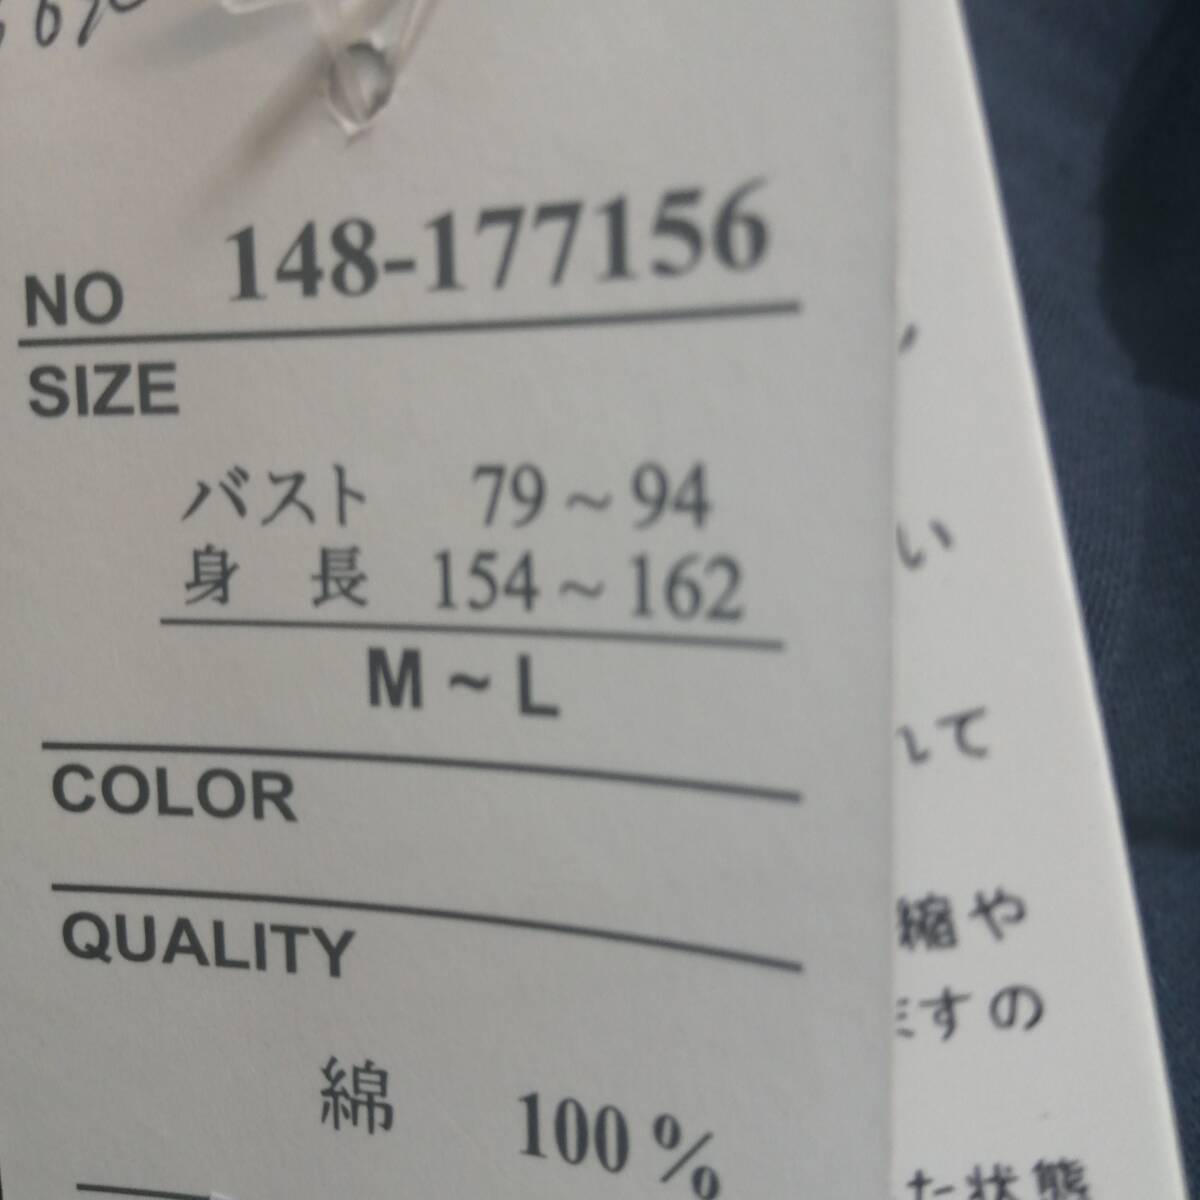 NO 148-177156
SIZE
バスト 79~94
身 長 154~162
M~L
COLOR
QUALITY
綿 100%
い
て
縮や
ますの
た状態